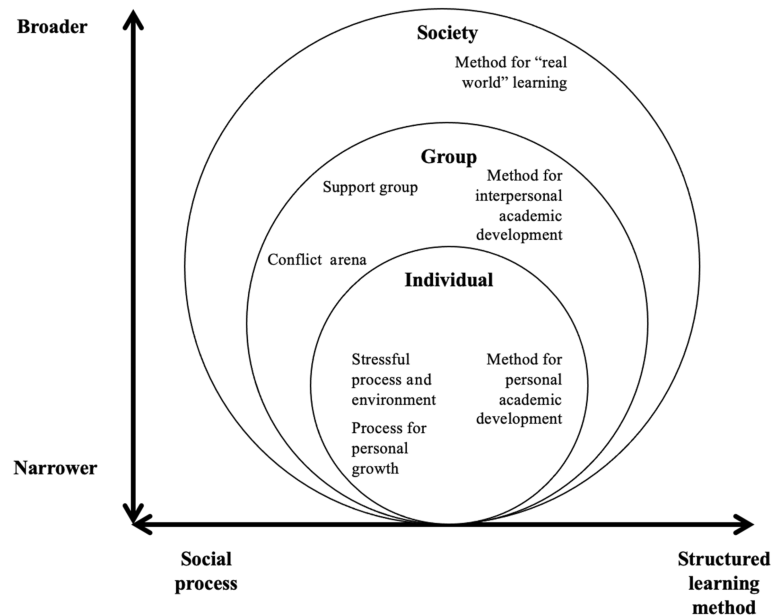 Broader
Society
Method for “real
world” learning
Group
Support group
Method for
interpersonal
academic
development
Conflict arena
Individual
Stressful
process and
environment
Method for
personal
academic
development
Process for
personal
growth
Narrower
Social
process
Structured
learning
method